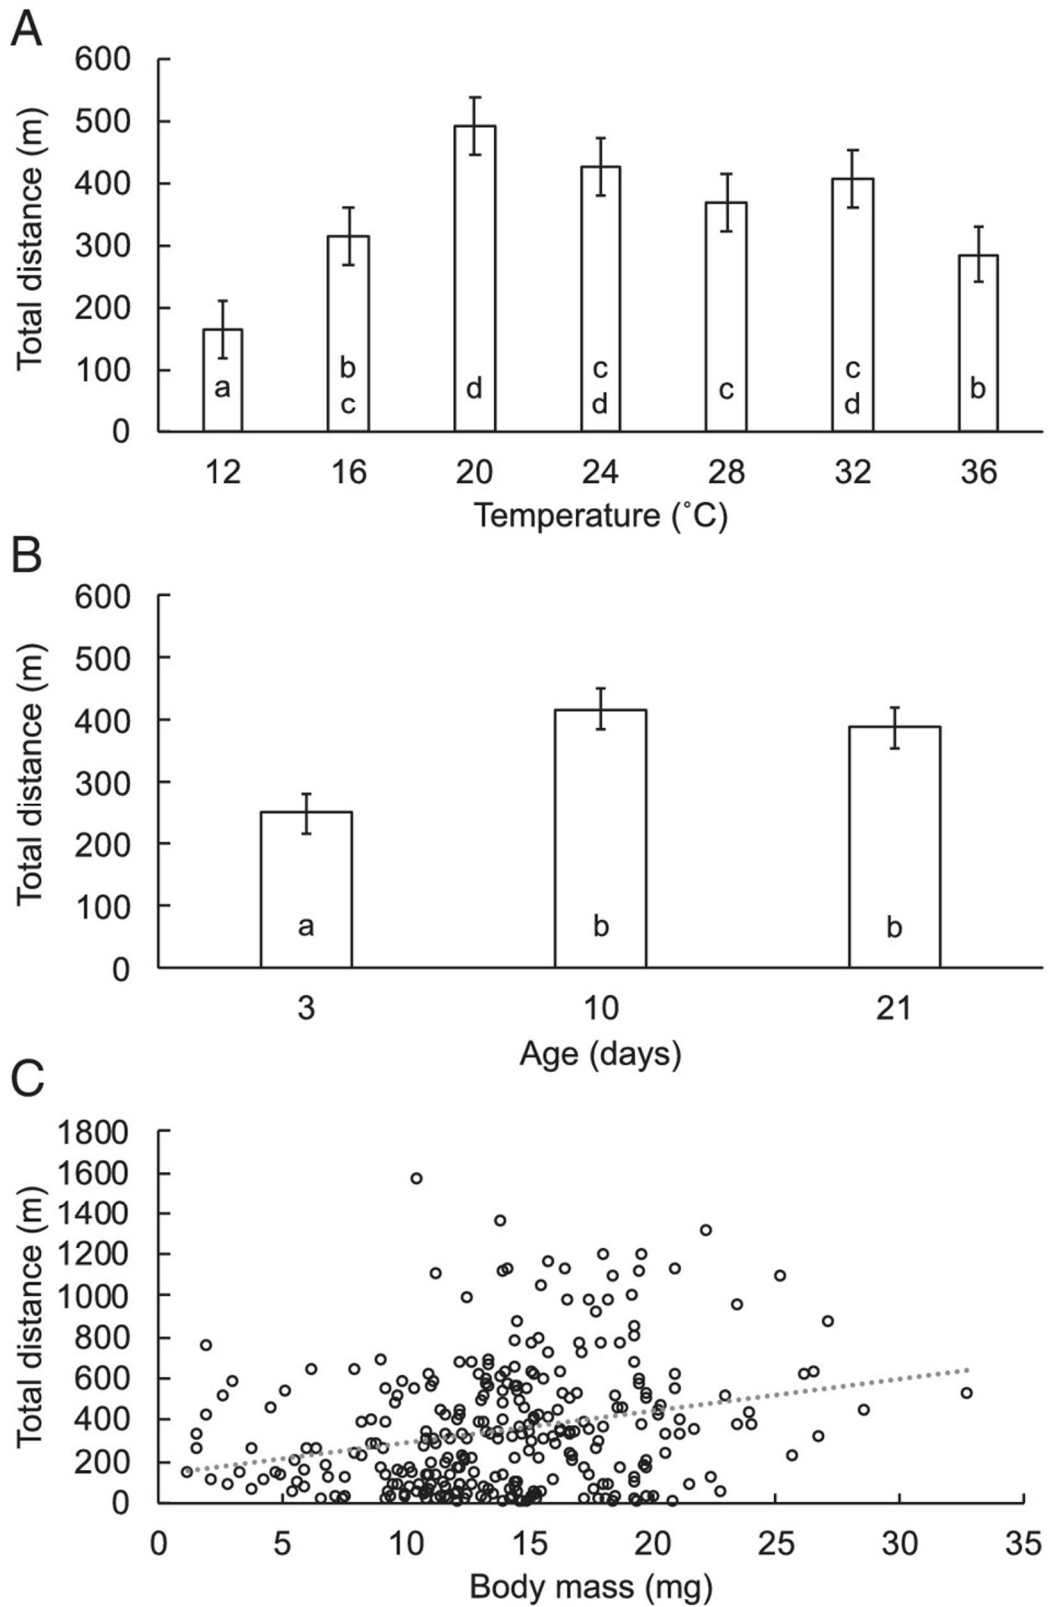 A
600
500
400
300
200
100
0
Total distance (m)
a
b
c
d
c
d
c
c
d
b
12 16 20 24 28 32 36
Temperature (˚C)
B
600
500
400
300
200
100
0
Total distance (m)
a b b
3 10 21
Age (days)
C
1800
1600
1400
1200
1000
800
600
400
200
0
Total distance (m)
0 5 10 15 20 25 30 35
Body mass (mg)